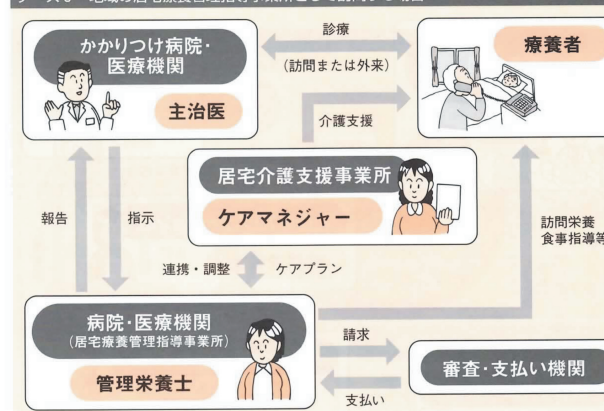 かかりつけ病院・
医療機関
主治医
診療
(訪問または外来)
療養者
介護支援
居宅介護支援事業所
ケアマネジャー
報告
指示
訪問栄養
食事指導等
連携・調整
ケアプラン
病院・医療機関
(居宅療養管理指導事業所)
管理栄養士
請求
支払い
審査・支払い機関